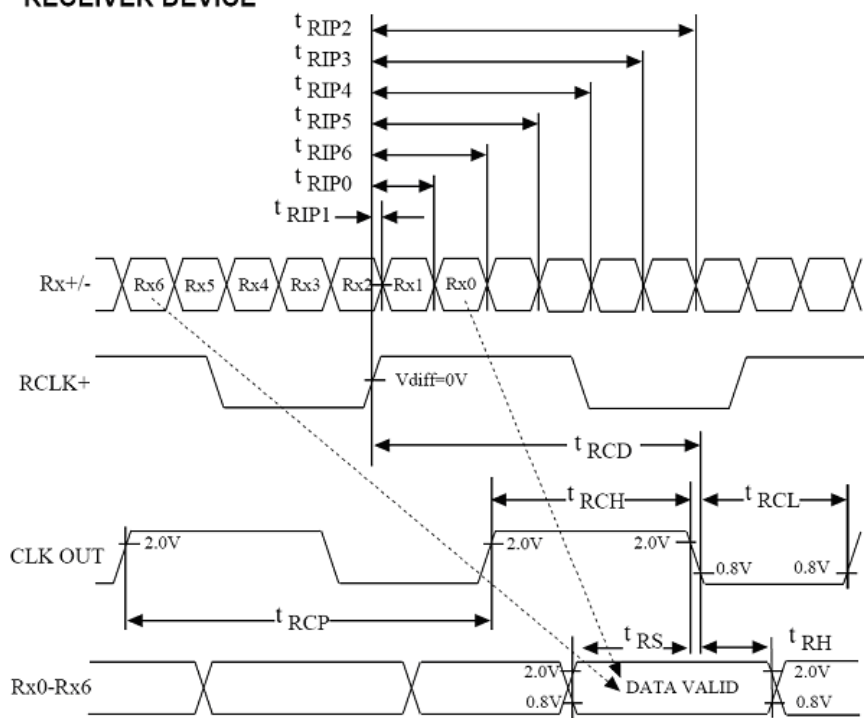 RECEIVER DEVICE
t RIP2
t RIP3
t RIP4
t RIP5
t RIP6
t RIP0
t RIP1
Rx+/- Rx6 Rx5 Rx4 Rx3 Rx2 Rx1 Rx0
RCLK+ Vdiff=0V
t RCD
t RCH t RCL
CLK OUT 2.0V 2.0V 2.0V 0.8V 0.8V
t RCP
t RS t RH
Rx0-Rx6 2.0V DATA VALID 2.0V
0.8V 0.8V